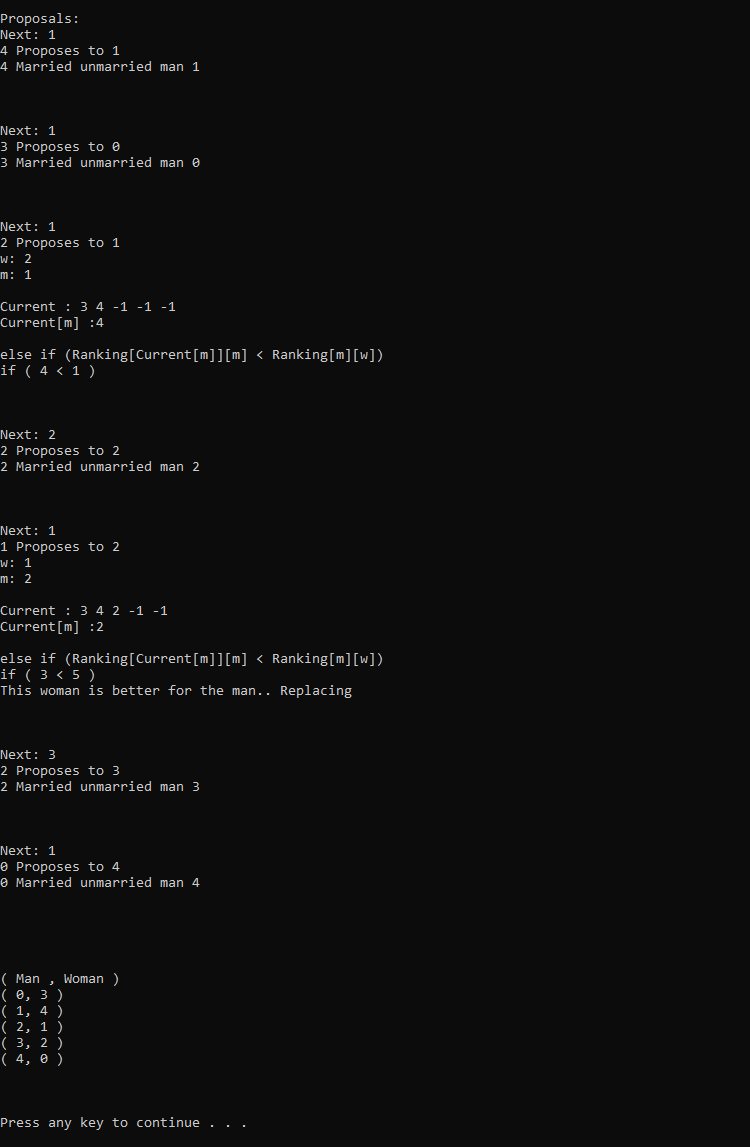 Proposals:
Next: 1
4 Proposes to 1
4 Married unmarried man 1
Next: 1
3 Proposes to 0
3 Married unmarried man 0
Next: 1
2 Proposes to 1
w: 2
m: 1
Current : 3 4 -1 -1 -1
Current[m] :4
else if (Ranking[Current[m]][m] < Ranking[m][w])
if ( 4 < 1 )
Next: 2
2 Proposes to 2
2 Married unmarried man 2
Next: 1
1 Proposes to 2
w: 1
m: 2
Current : 3 4 2 -1 -1
Current[m] :2
else if (Ranking[Current[m]][m] < Ranking[m][w])
if ( 3 < 5 )
This woman is better for the man.. Replacing
Next: 3
2 Proposes to 3
2 Married unmarried man 3
Next: 1
0 Proposes to 4
0 Married unmarried man 4
( Man , Woman )
( 0, 3 )
( 1, 4 )
( 2, 1 )
( 3, 2 )
( 4, 0 )
Press any key to continue . . .